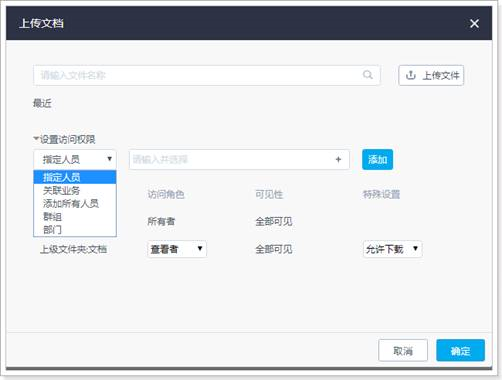 上传文档
请输入文件名称
上传文件
最近
设置访问权限
指定人员 请输入并选择 + 添加
指定人员
关联业务
添加所有人员
群组
部门
访问角色 可见性 特殊设置
所有者 全部可见
上级文件夹:文档 查看者 全部可见 允许下载
取消 确定